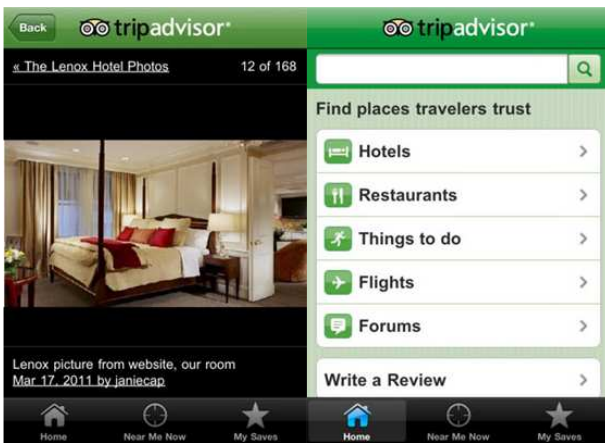 Back
tripadvisor®
« The Lenox Hotel Photos
12 of 168
Lenox picture from website, our room
Mar 17, 2011 by janiecap
Home
Near Me Now
My Saves
tripadvisor®
Find places travelers trust
Hotels
Restaurants
Things to do
Flights
Forums
Write a Review
Home
Near Me Now
My Saves